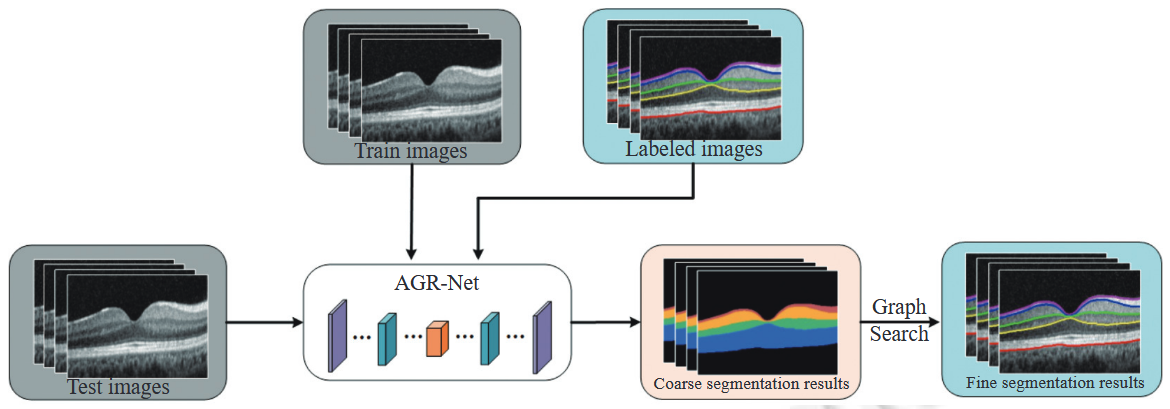 Train images
Labeled images
Test images
AGR-Net
Coarse segmentation results
Graph
Search
Fine segmentation results